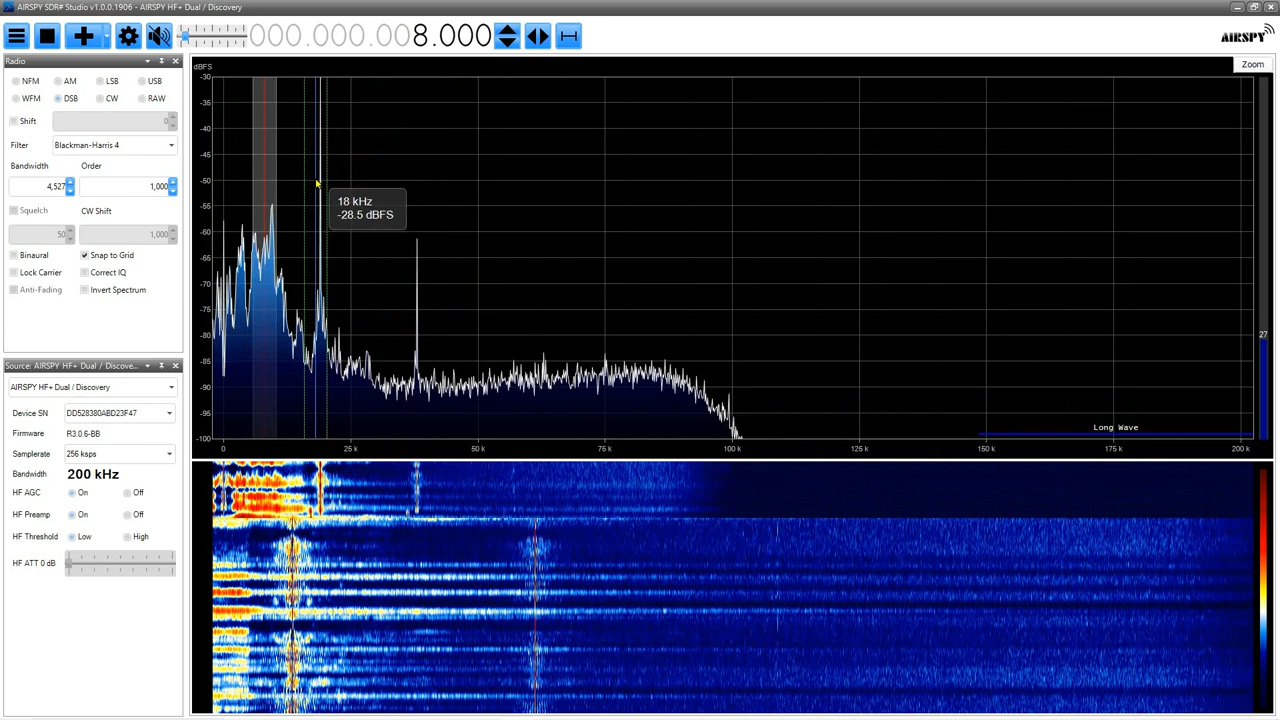 AIRSPY SDR# Studio v1.0.0.1906 - AIRSPY HF+ Dual / Discovery
000.000.008.000
AIRSPY
Radio
NFM AM LSB USB
WFM DSB CW RAW
Shift 0
Filter Blackman-Harris 4
Bandwidth Order
4,527 1,000
Squelch CW Shift
50 1,000
Binaural Snap to Grid
Lock Carrier Correct IQ
Anti-Fading Invert Spectrum
Source: AIRSPY HF+ Dual / Discove...
AIRSPY HF+ Dual / Discovery
Device SN DD528380ABD23F47
Firmware R3.0.6-BB
Samplerate 256 ksps
Bandwidth 200 kHz
HF AGC On Off
HF Preamp On Off
HF Threshold Low High
HF ATT 0 dB
dBFS
Zoom
-30
-35
-40
-45
-50
-55
-60
-65
-70
-75
-80
-85
-90
-95
-100
18 kHz
-28.5 dBFS
27
Long Wave
0 25 k 50 k 75 k 100 k 125 k 150 k 175 k 200 k